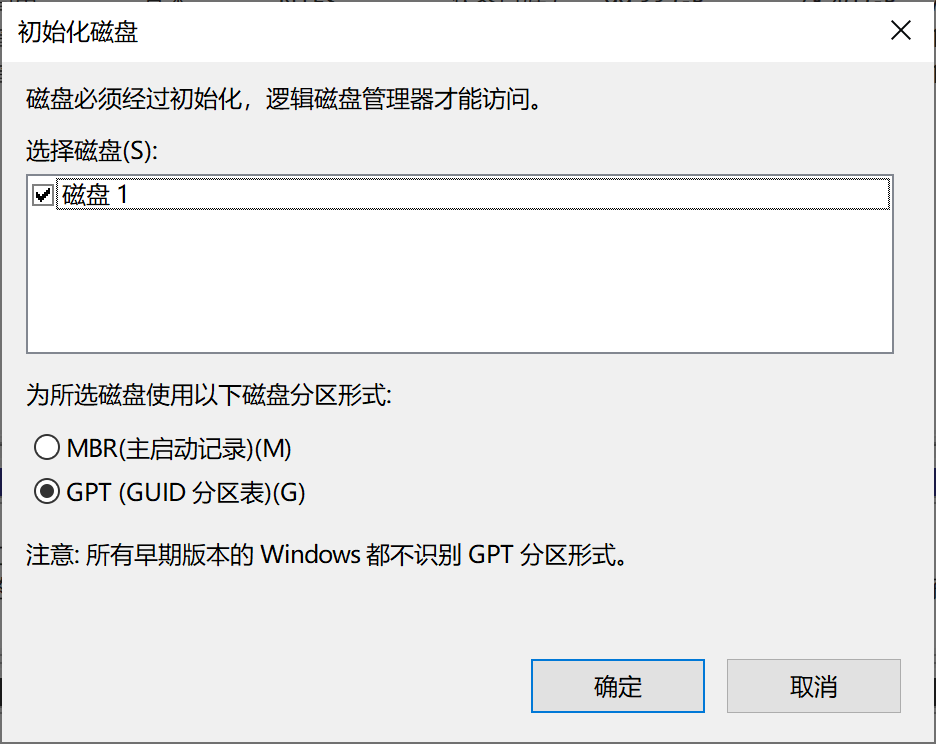 初始化磁盘
磁盘必须经过初始化，逻辑磁盘管理器才能访问。
选择磁盘(S):
磁盘 1
为所选磁盘使用以下磁盘分区形式:
MBR(主启动记录)(M)
GPT (GUID 分区表)(G)
注意: 所有早期版本的 Windows 都不识别 GPT 分区形式。
确定
取消